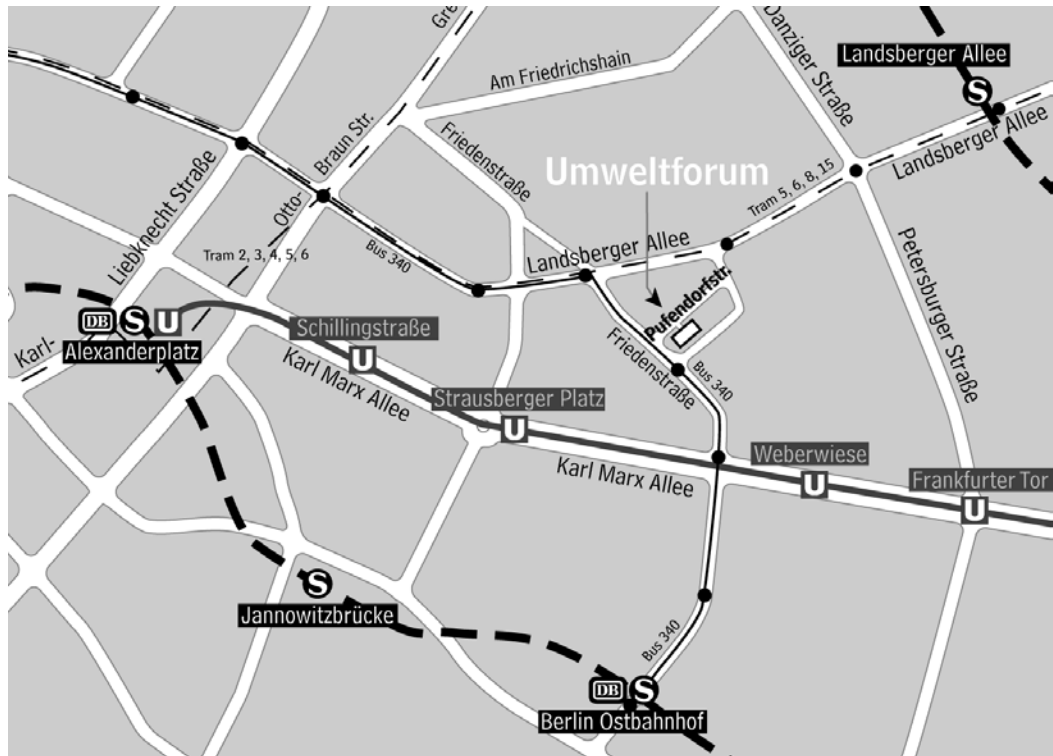 Gre
Danziger Straße
Landsberger Allee
S
Am Friedrichshain
Braun Str.
Friedenstraße
Landsberger Allee
Liebknecht Straße
Otto-
Umweltforum
Tram 5, 6, 8, 15
Tram 2, 3, 4, 5, 6
Bus 340
Landsberger Allee
Petersburger Straße
Pufendorfstr.
DB
S
U
Schillingstraße
Karl-
Alexanderplatz
Friedenstraße
Bus 340
U
Karl Marx Allee
Strausberger Platz
U
Karl Marx Allee
Weberwiese
U
Frankfurter Tor
U
S
Jannowitzbrücke
Bus 340
DB
S
Berlin Ostbahnhof